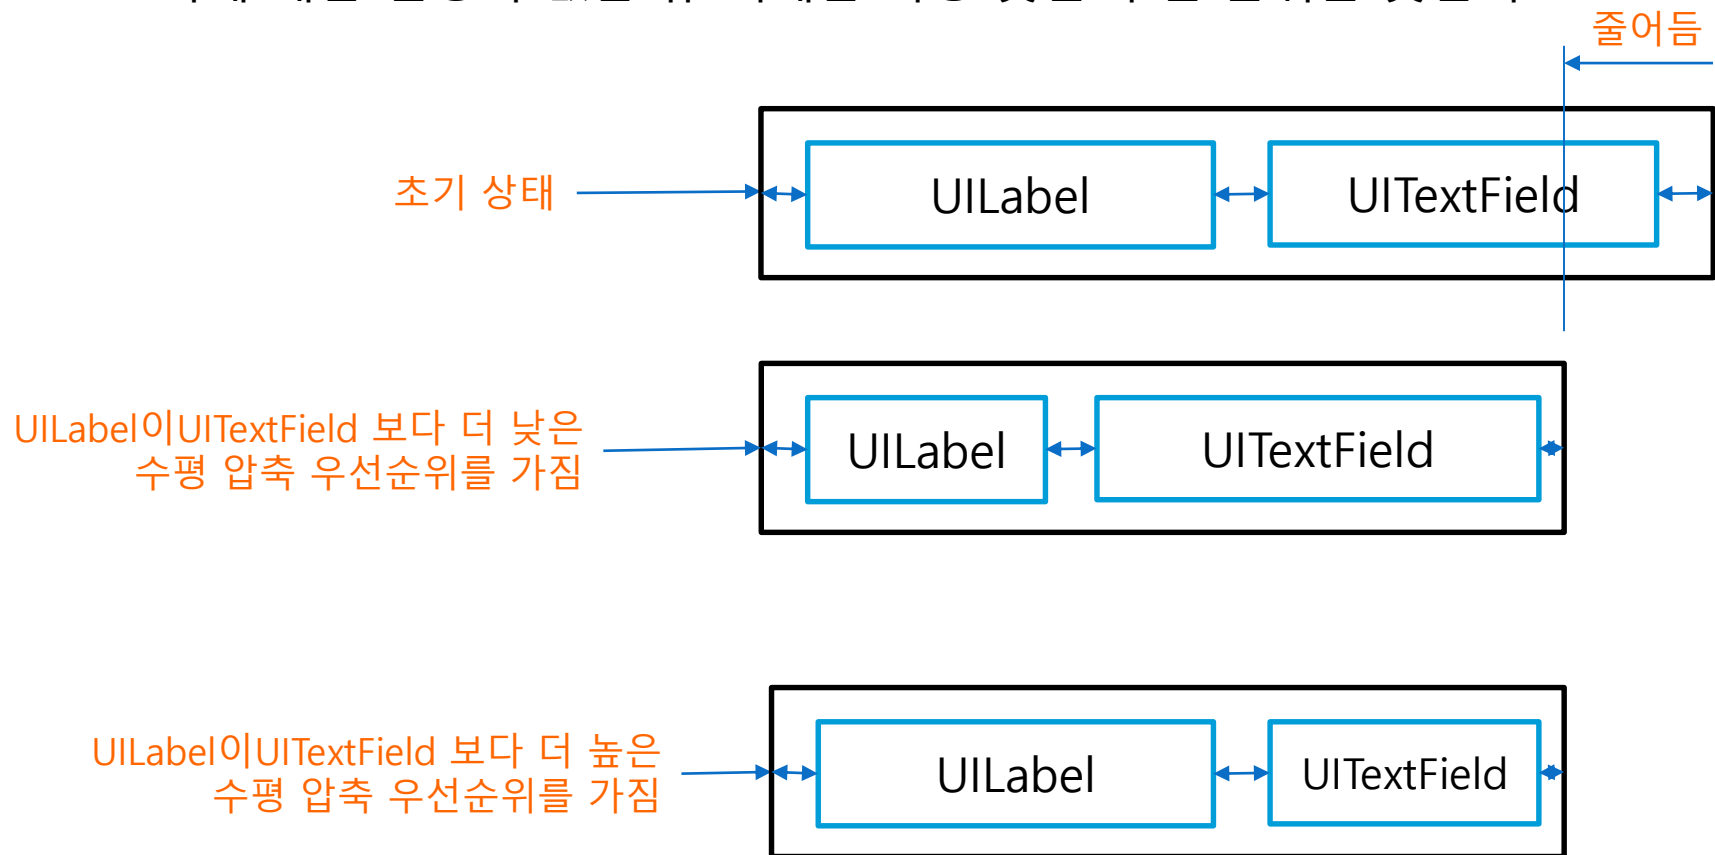 줄어듬
초기 상태
UILabel
UITextField
UILabel이UITextField 보다 더 낮은
수평 압축 우선순위를 가짐
UILabel
UITextField
UILabel이UITextField 보다 더 높은
수평 압축 우선순위를 가짐
UILabel
UITextField